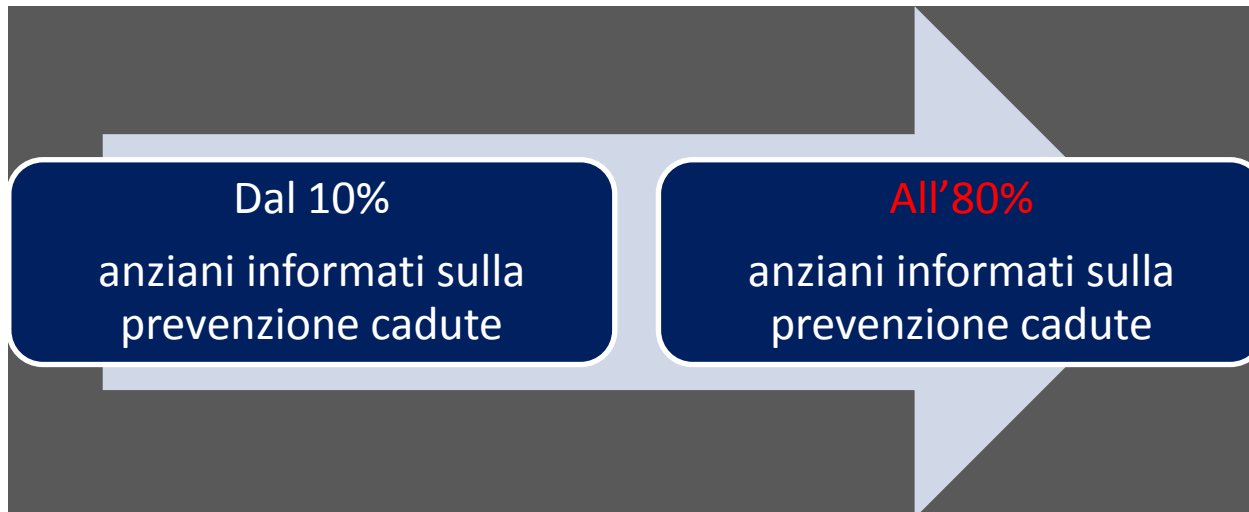 Dal 10%
anziani informati sulla
prevenzione cadute
All’80%
anziani informati sulla
prevenzione cadute